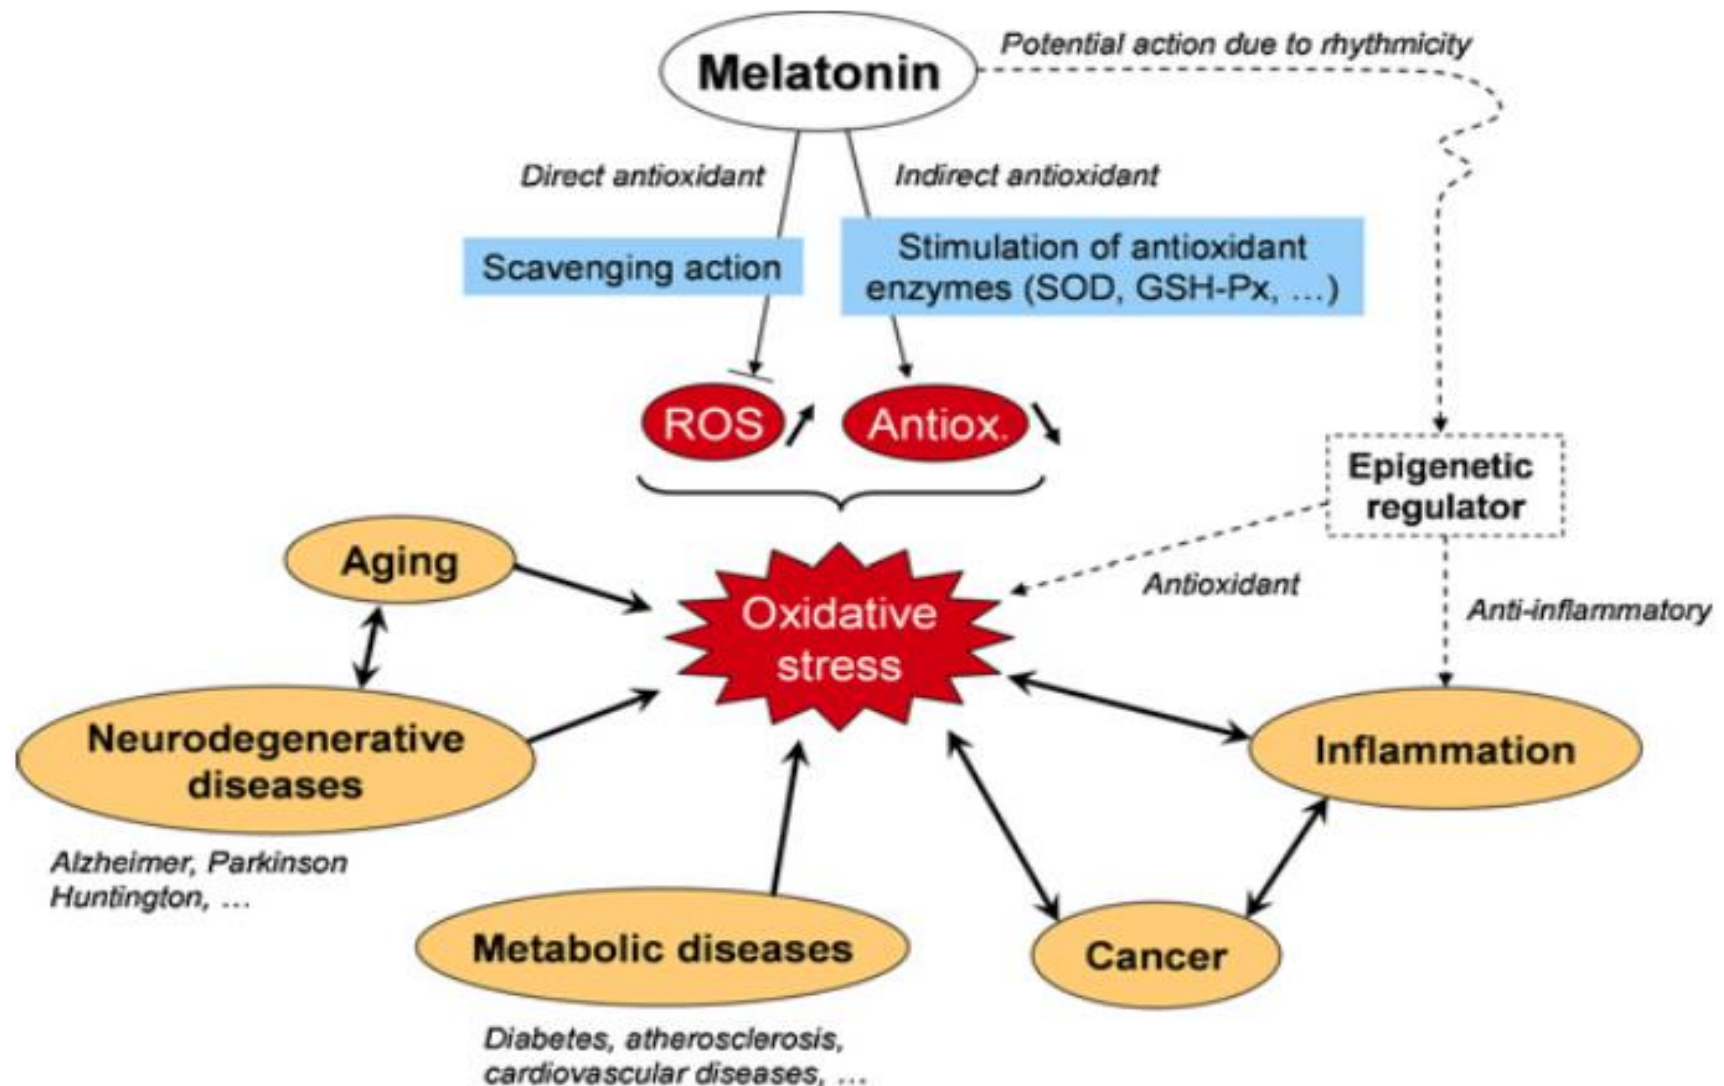 Melatonin
Potential action due to rhythmicity
Direct antioxidant
Indirect antioxidant
Scavenging action
Stimulation of antioxidant
enzymes (SOD, GSH-Px, ...)
ROS
Antiox.
Epigenetic
regulator
Aging
Oxidative
stress
Antioxidant
Anti-inflammatory
Neurodegenerative
diseases
Inflammation
Alzheimer, Parkinson
Huntington, ...
Metabolic diseases
Cancer
Diabetes, atherosclerosis,
cardiovascular diseases, ...